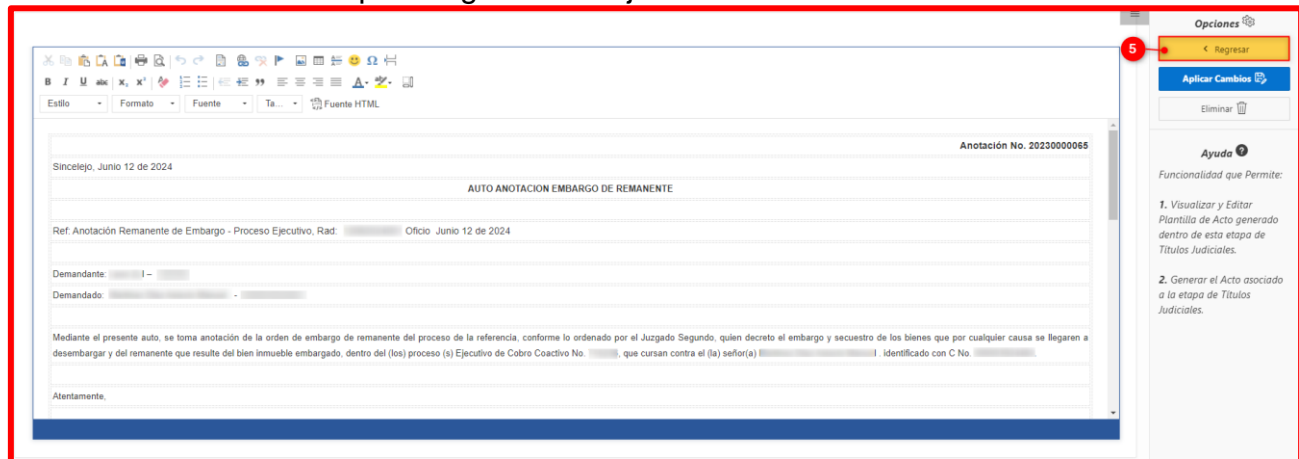 Opciones
5
Regresar
Aplicar Cambios
Eliminar
B I U abc X₂ X²
Estilo Formato Fuente Ta... Fuente HTML
Anotación No. 20230000065
Sincelejo, Junio 12 de 2024
AUTO ANOTACION EMBARGO DE REMANENTE
Ref: Anotación Remanente de Embargo - Proceso Ejecutivo, Rad: Oficio Junio 12 de 2024
Demandante: –
Demandado: -
Mediante el presente auto, se toma anotación de la orden de embargo de remanente del proceso de la referencia, conforme lo ordenado por el Juzgado Segundo, quien decreto el embargo y secuestro de los bienes que por cualquier causa se llegaren a
desembargar y del remanente que resulte del bien inmueble embargado, dentro del (los) proceso (s) Ejecutivo de Cobro Coactivo No. , que cursan contra el (la) señor(a) . identificado con C No. .
Atentamente,
Ayuda ?
Funcionalidad que Permite:
1. Visualizar y Editar
Plantilla de Acto generado
dentro de esta etapa de
Títulos Judiciales.
2. Generar el Acto asociado
a la etapa de Títulos
Judiciales.